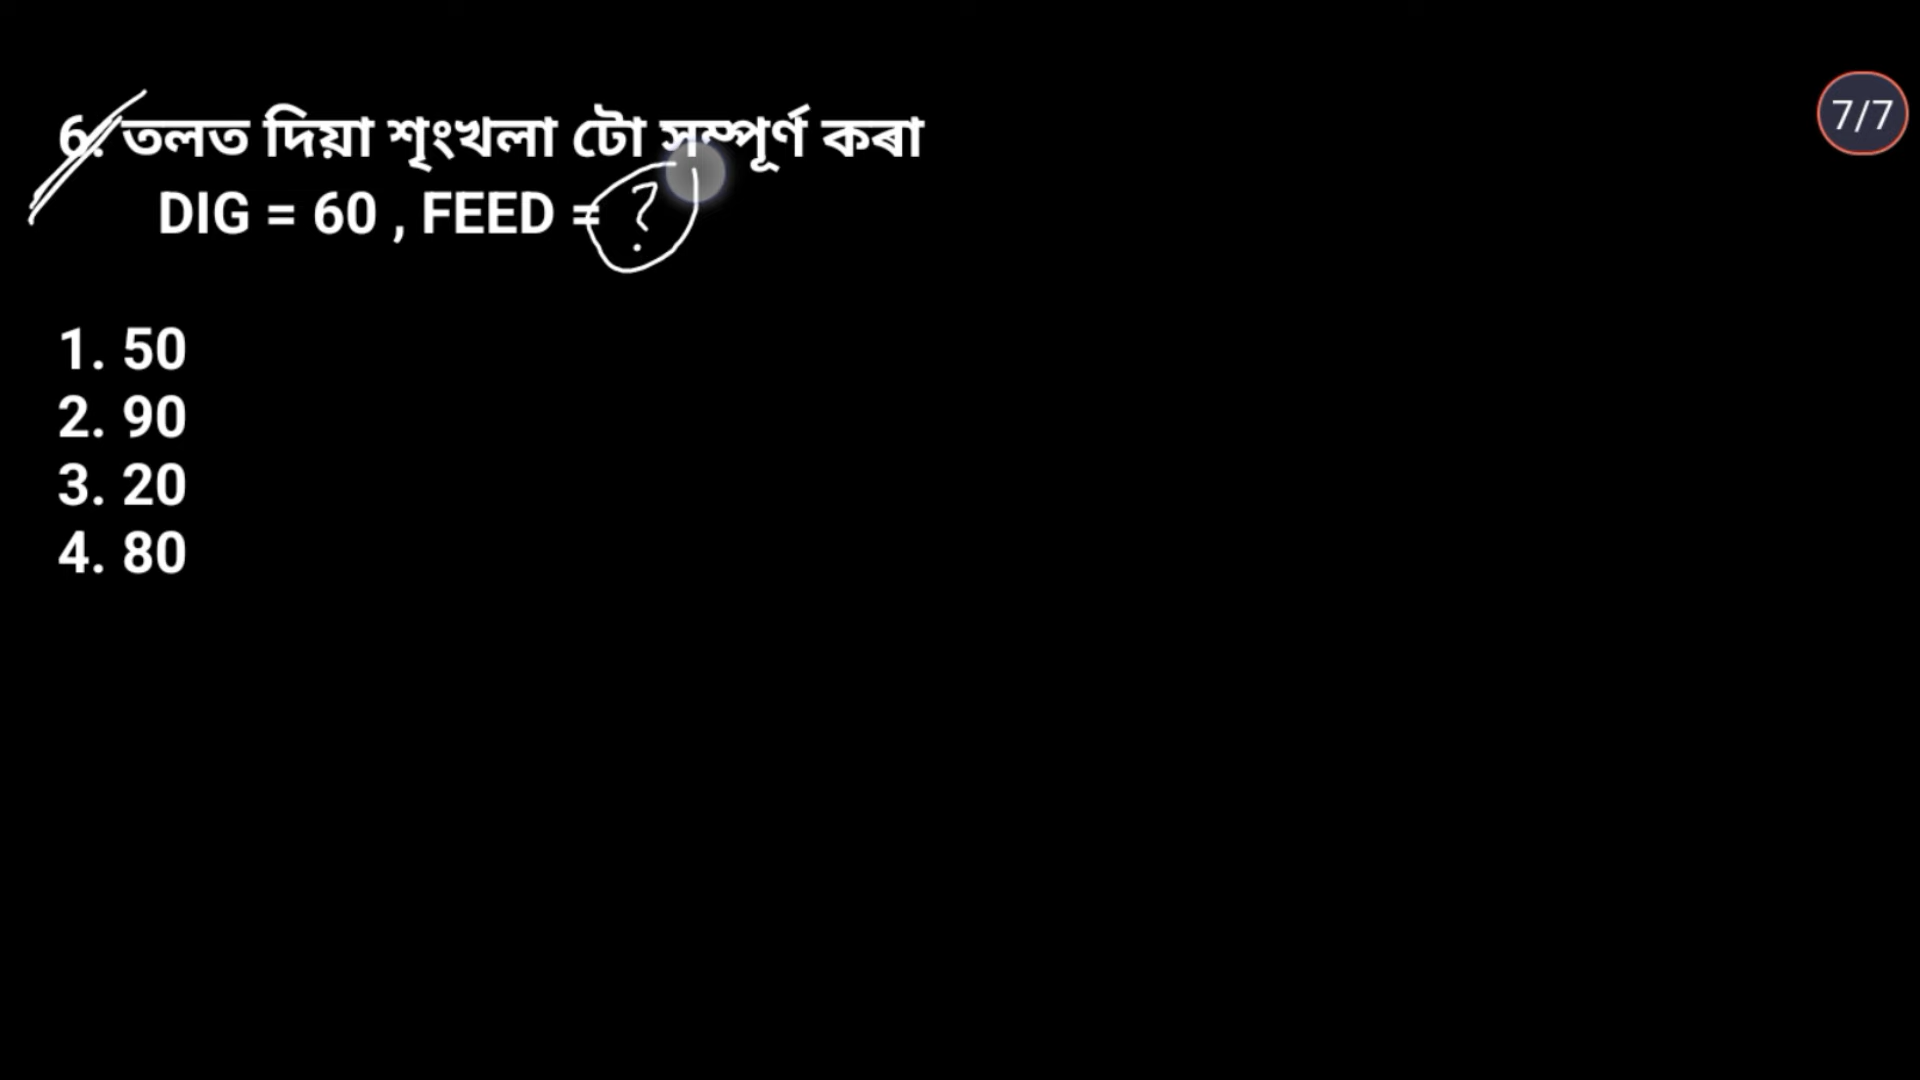 7/7
6. তলত দিয়া শৃংখলা টো সম্পূৰ্ণ কৰা
DIG = 60 , FEED = ?
1. 50
2. 90
3. 20
4. 80